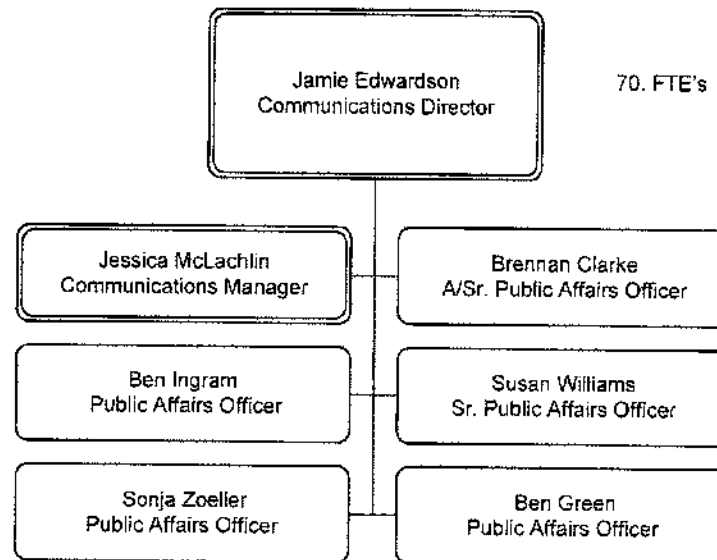 Jamie Edwardson
Communications Director
70. FTE's
Jessica McLachlin
Communications Manager
Brennan Clarke
A/Sr. Public Affairs Officer
Ben Ingram
Public Affairs Officer
Susan Williams
Sr. Public Affairs Officer
Sonja Zoeller
Public Affairs Officer
Ben Green
Public Affairs Officer